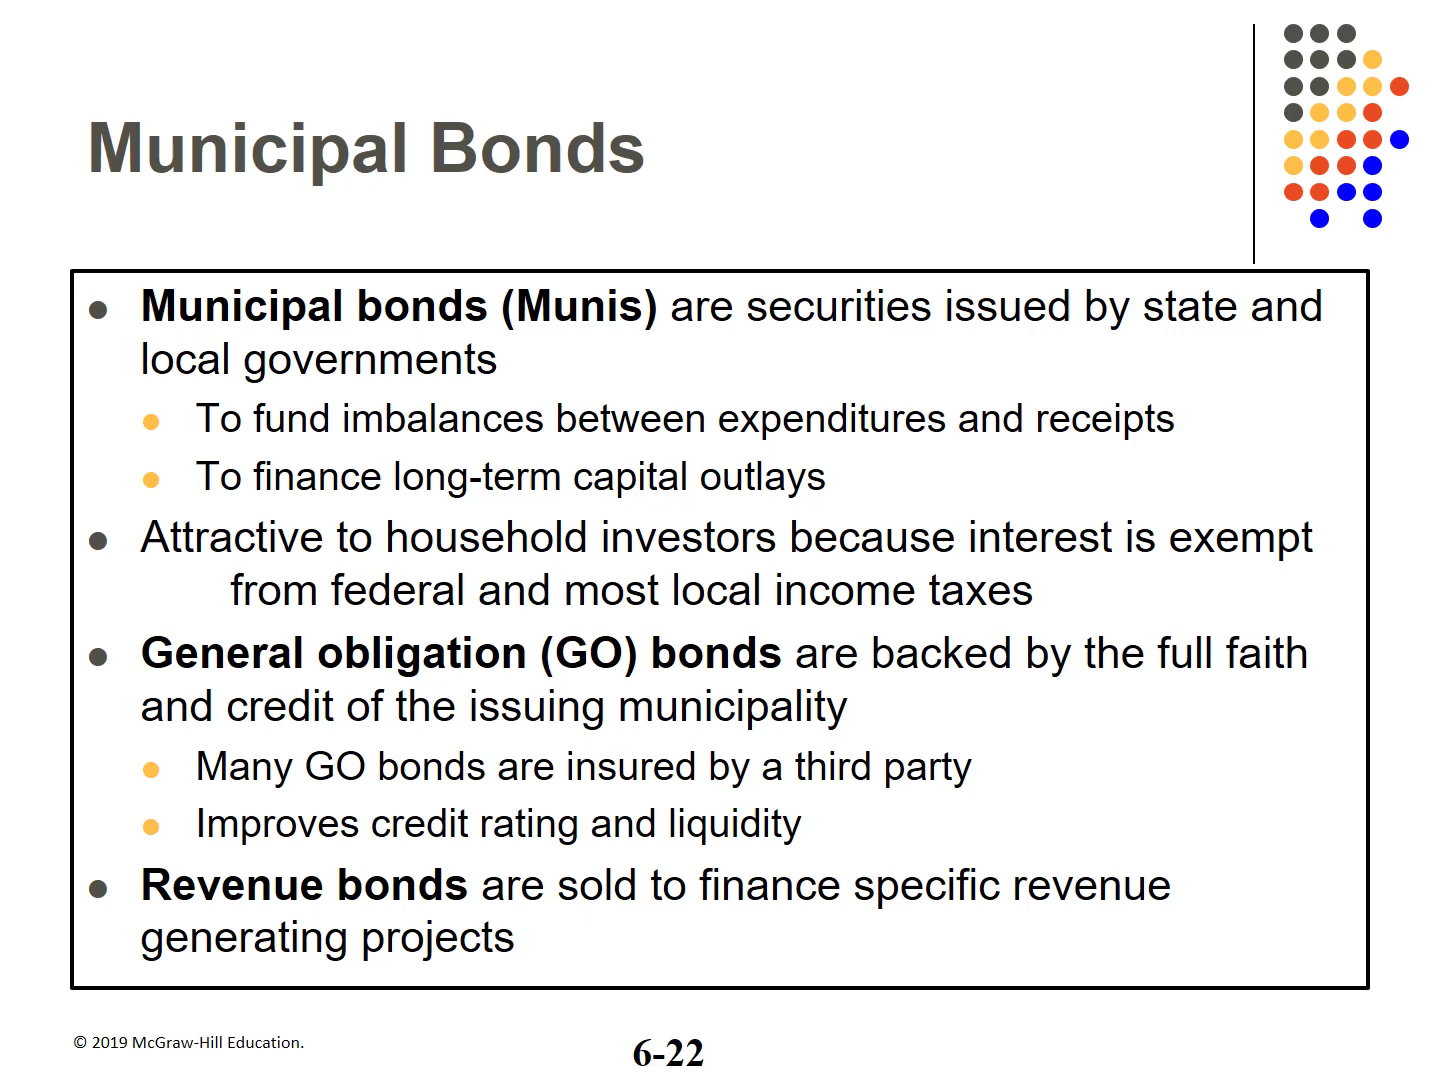 Municipal Bonds
● Municipal bonds (Munis) are securities issued by state and
local governments
● To fund imbalances between expenditures and receipts
● To finance long-term capital outlays
● Attractive to household investors because interest is exempt
from federal and most local income taxes
● General obligation (GO) bonds are backed by the full faith
and credit of the issuing municipality
● Many GO bonds are insured by a third party
● Improves credit rating and liquidity
● Revenue bonds are sold to finance specific revenue
generating projects
© 2019 McGraw-Hill Education.
6-22